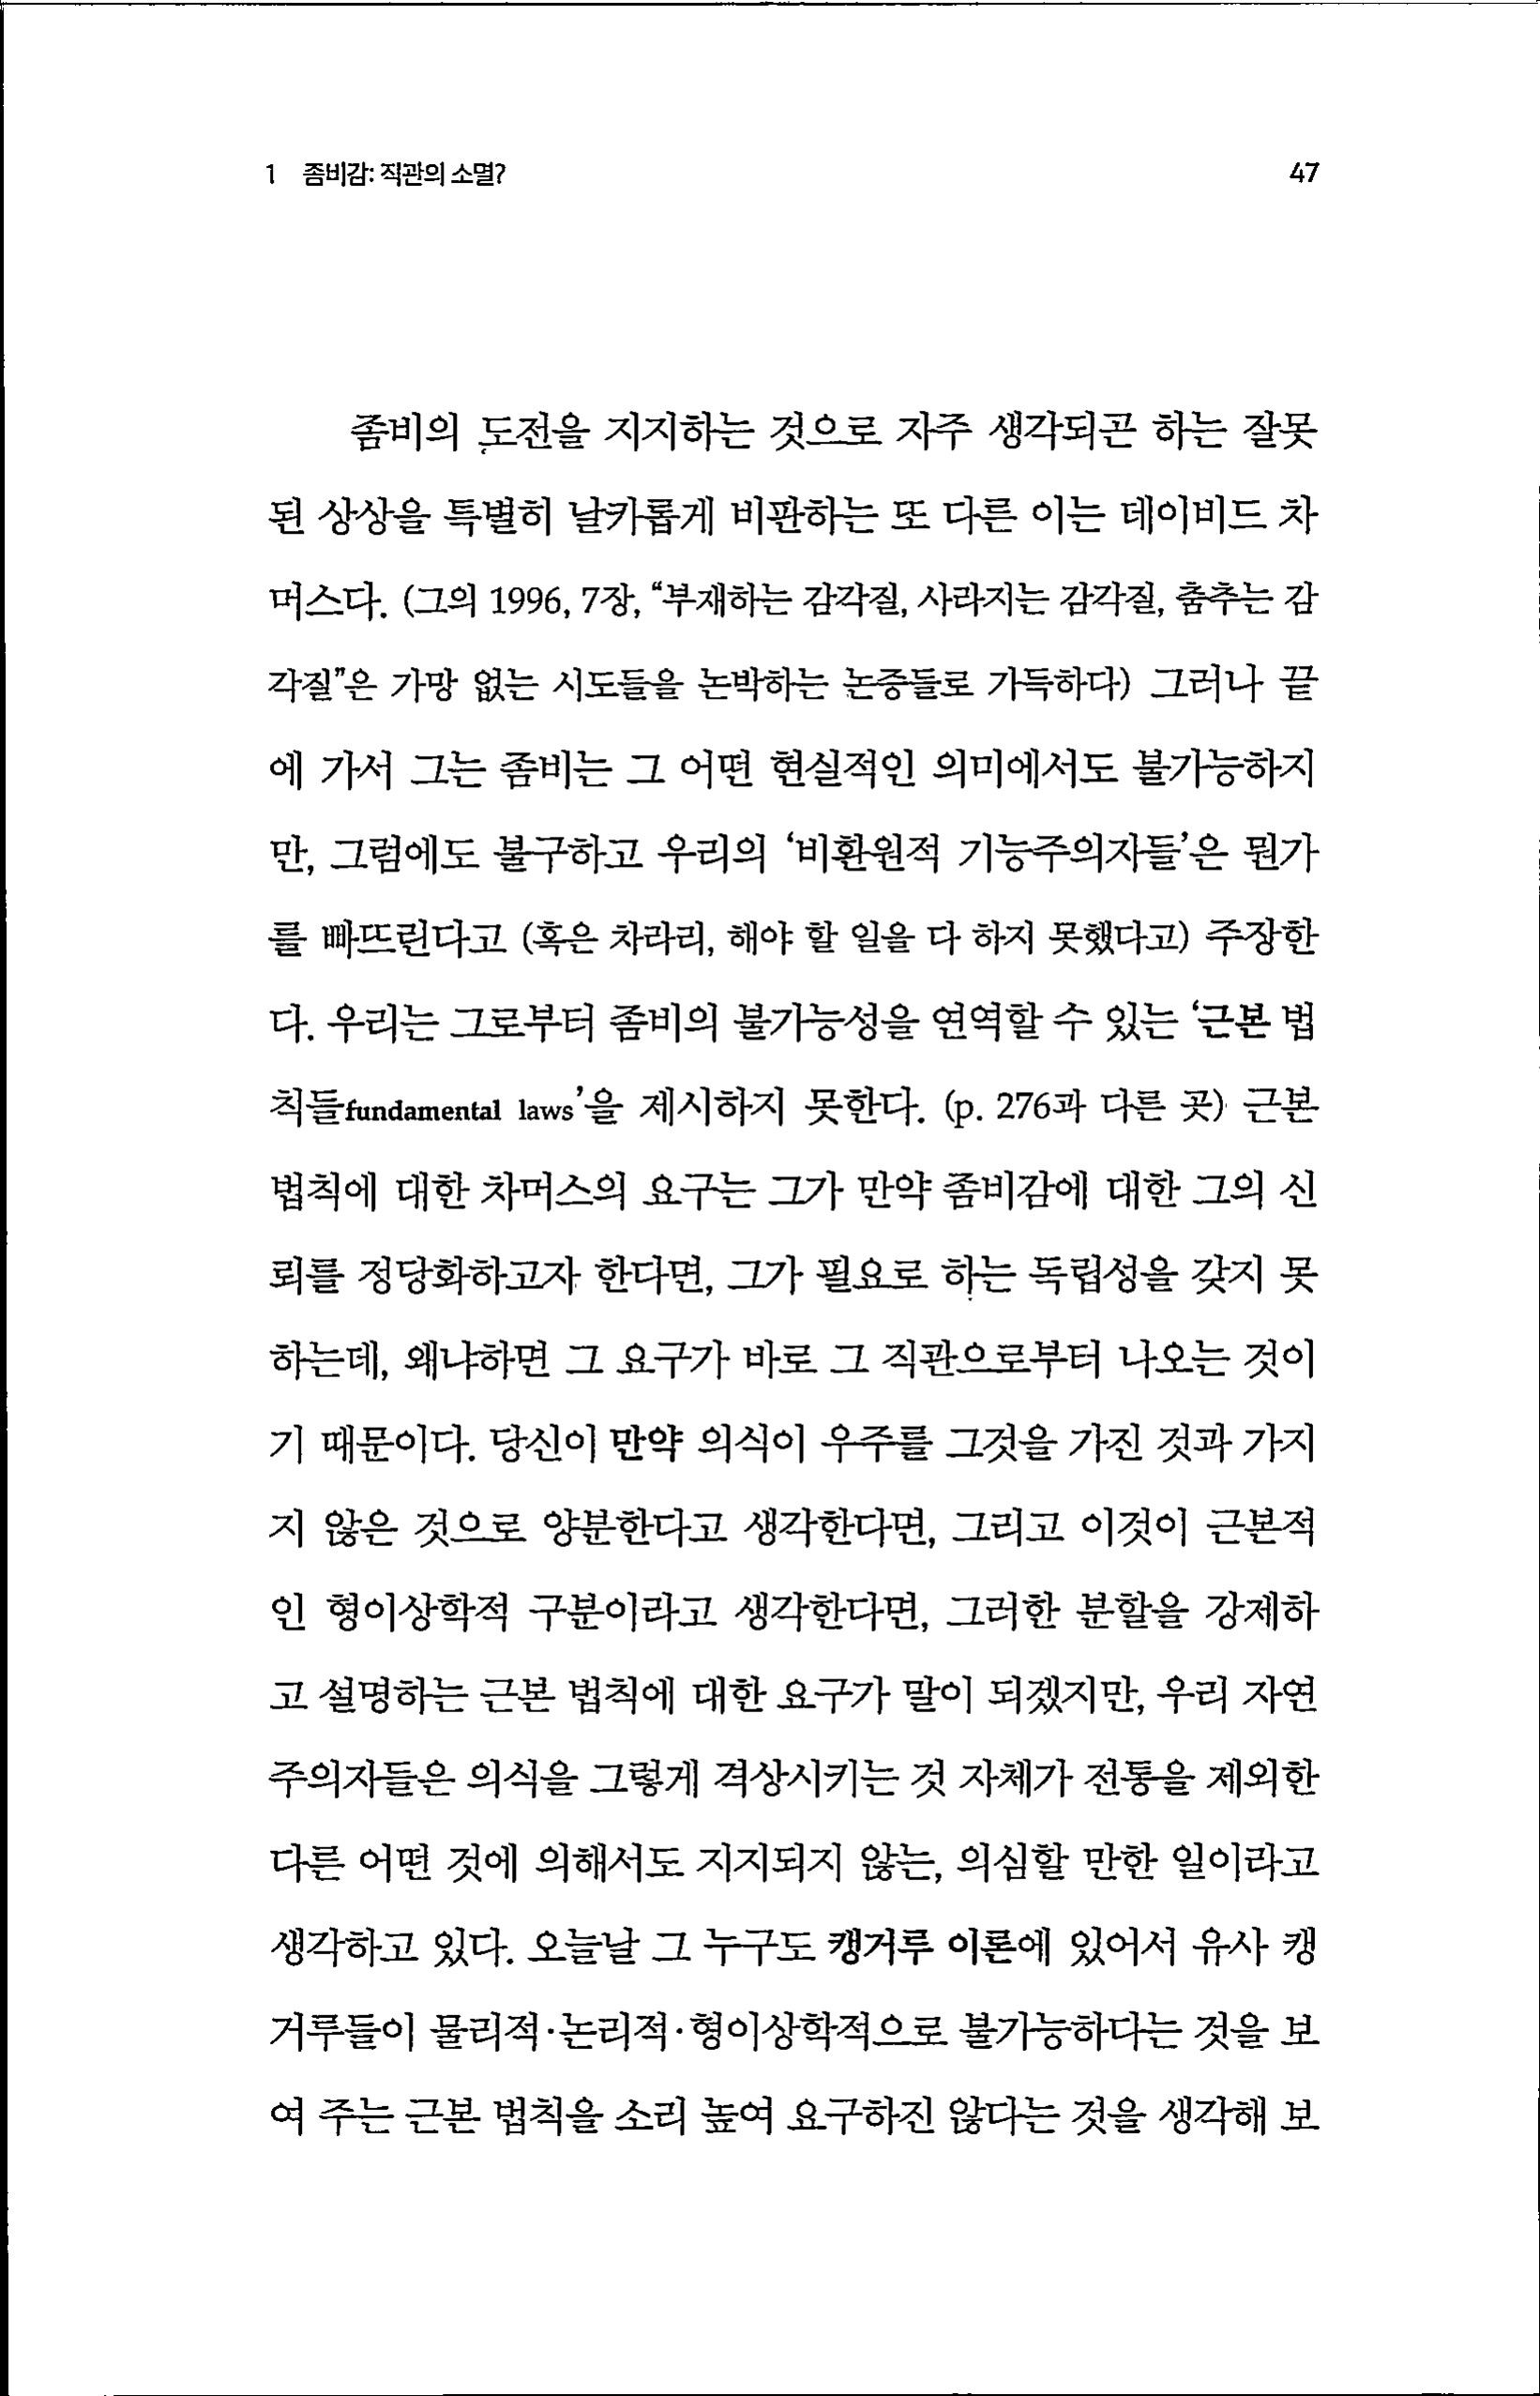 1 좀비감: 직관의 소멸? 47
좀비의 도전을 지지하는 것으로 자주 생각되곤 하는 잘못
된 상상을 특별히 날카롭게 비판하는 또 다른 이는 데이비드 차
머스다. (그의 1996, 7장, “부재하는 감각질, 사라지는 감각질, 춤추는 감
각질”은 가망 없는 시도들을 논박하는 논증들로 가득하다) 그러나 끝
에 가서 그는 좀비는 그 어떤 현실적인 의미에서도 불가능하지
만, 그럼에도 불구하고 우리의 ‘비환원적 기능주의자들’은 뭔가
를 빠뜨린다고 (혹은 차라리, 해야 할 일을 다 하지 못했다고) 주장한
다. 우리는 그로부터 좀비의 불가능성을 연역할 수 있는 ‘근본 법
칙들fundamental laws’을 제시하지 못한다. (p. 276과 다른 곳) 근본
법칙에 대한 차머스의 요구는 그가 만약 좀비감에 대한 그의 신
뢰를 정당화하고자 한다면, 그가 필요로 하는 독립성을 갖지 못
하는데, 왜냐하면 그 요구가 바로 그 직관으로부터 나오는 것이
기 때문이다. 당신이 만약 의식이 우주를 그것을 가진 것과 가지
지 않은 것으로 양분한다고 생각한다면, 그리고 이것이 근본적
인 형이상학적 구분이라고 생각한다면, 그러한 분할을 강제하
고 설명하는 근본 법칙에 대한 요구가 말이 되겠지만, 우리 자연
주의자들은 의식을 그렇게 격상시키는 것 자체가 전통을 제외한
다른 어떤 것에 의해서도 지지되지 않는, 의심할 만한 일이라고
생각하고 있다. 오늘날 그 누구도 캥거루 이론에 있어서 유사 캥
거루들이 물리적·논리적·형이상학적으로 불가능하다는 것을 보
여 주는 근본 법칙을 소리 높여 요구하진 않다는 것을 생각해 보